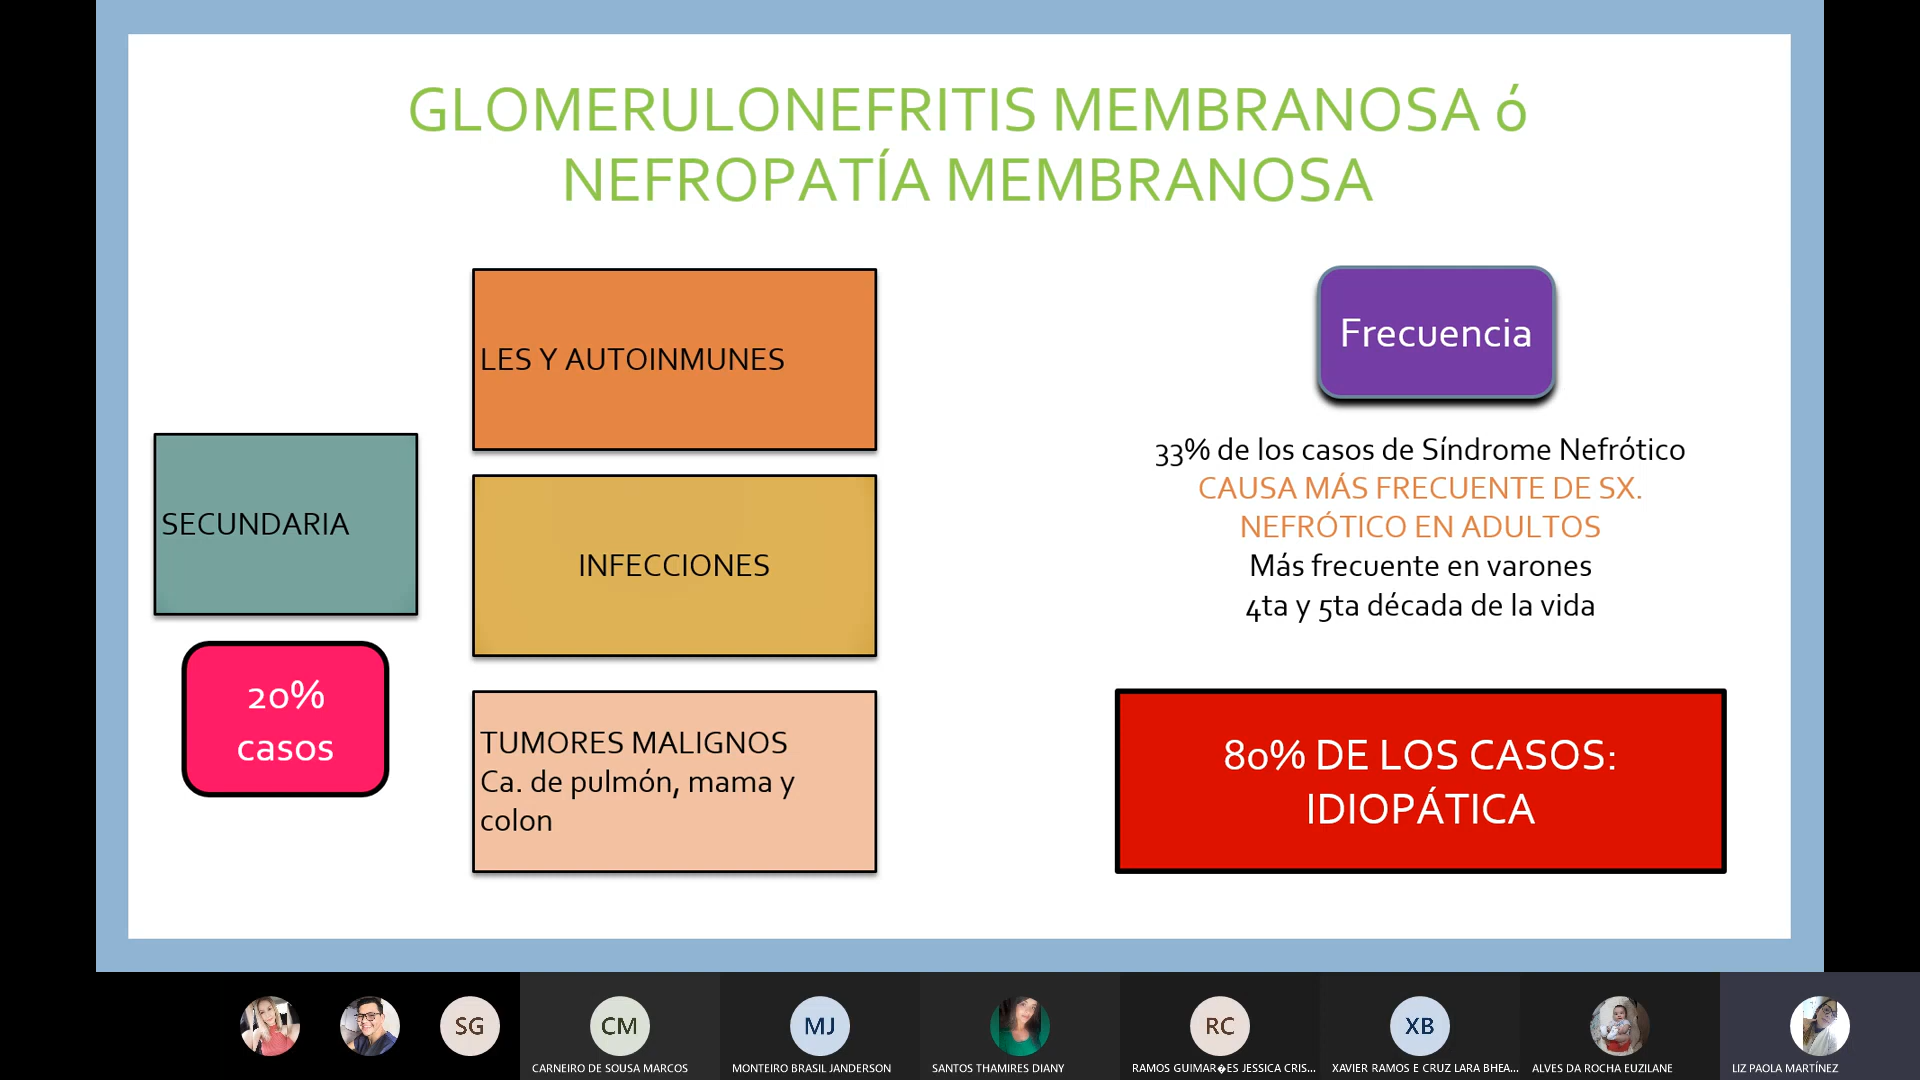 GLOMERULONEFRITIS MEMBRANOSA ó
NEFROPATÍA MEMBRANOSA
SECUNDARIA
20%
casos
LES Y AUTOINMUNES
INFECCIONES
TUMORES MALIGNOS
Ca. de pulmón, mama y
colon
Frecuencia
33% de los casos de Síndrome Nefrótico
CAUSA MÁS FRECUENTE DE SX.
NEFRÓTICO EN ADULTOS
Más frecuente en varones
4ta y 5ta década de la vida
80% DE LOS CASOS:
IDIOPÁTICA
SG
CM
CARNEIRO DE SOUSA MARCOS
MJ
MONTEIRO BRASIL JANDERSON
SANTOS THAMIRES DIANY
RC
RAMOS GUIMAR�ES JESSICA CRIS...
XB
XAVIER RAMOS E CRUZ LARA BHEA...
ALVES DA ROCHA EUZILANE
LIZ PAOLA MARTÍNEZ